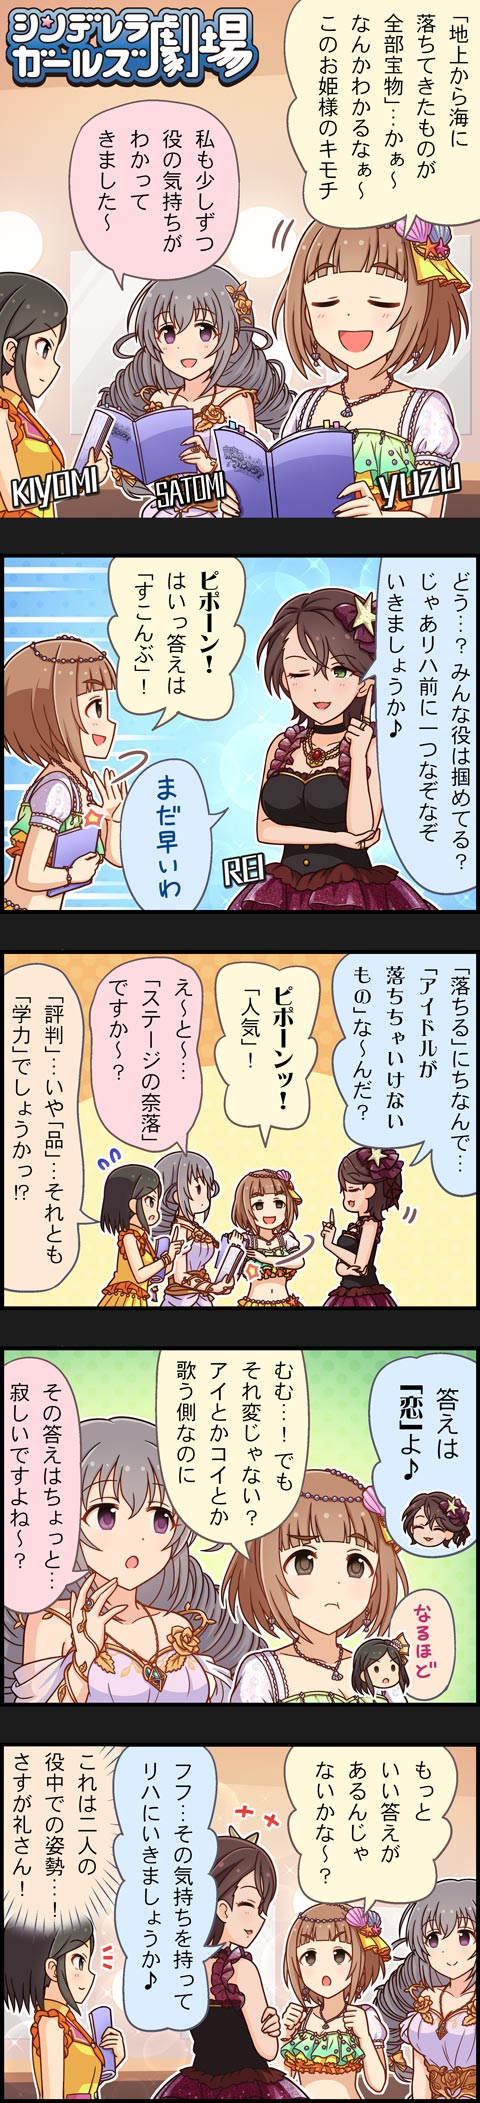 シンデレラ
ガールズ劇場
「地上から海に
落ちてきたものが
全部宝物」…かぁ～
なんかわかるなぁ～
このお姫様のキモチ
私も少しずつ
役の気持ちが
わかって
きました～
KIYOMI
SATOMI
YUZU
どう…？みんな役は掴めてる？
じゃあリハ前に一つなぞなぞ
いきましょうか♪
ピポーン！
はいっ答えは
「すこんぶ」！
まだ早いわ
REI
「落ちる」にちなんで…
「アイドルが
落ちちゃいけない
もの」な～んだ？
ピポーンッ！
「人気」！
え～と～…
「ステージの奈落」
ですか～？
「評判」…いや「品」…それとも
「学力」でしょうかっ!?
答えは
「恋」よ♪
むむ…！でも
それ変じゃない？
アイとかコイとか
歌う側なのに
なるほど
その答えはちょっと…
寂しいですよね～？
もっと
いい答えが
あるんじゃ
ないかな～？
フフ…その気持ちを持って
リハにいきましょうか♪
これは二人の
役中での姿勢…！
さすが礼さん！